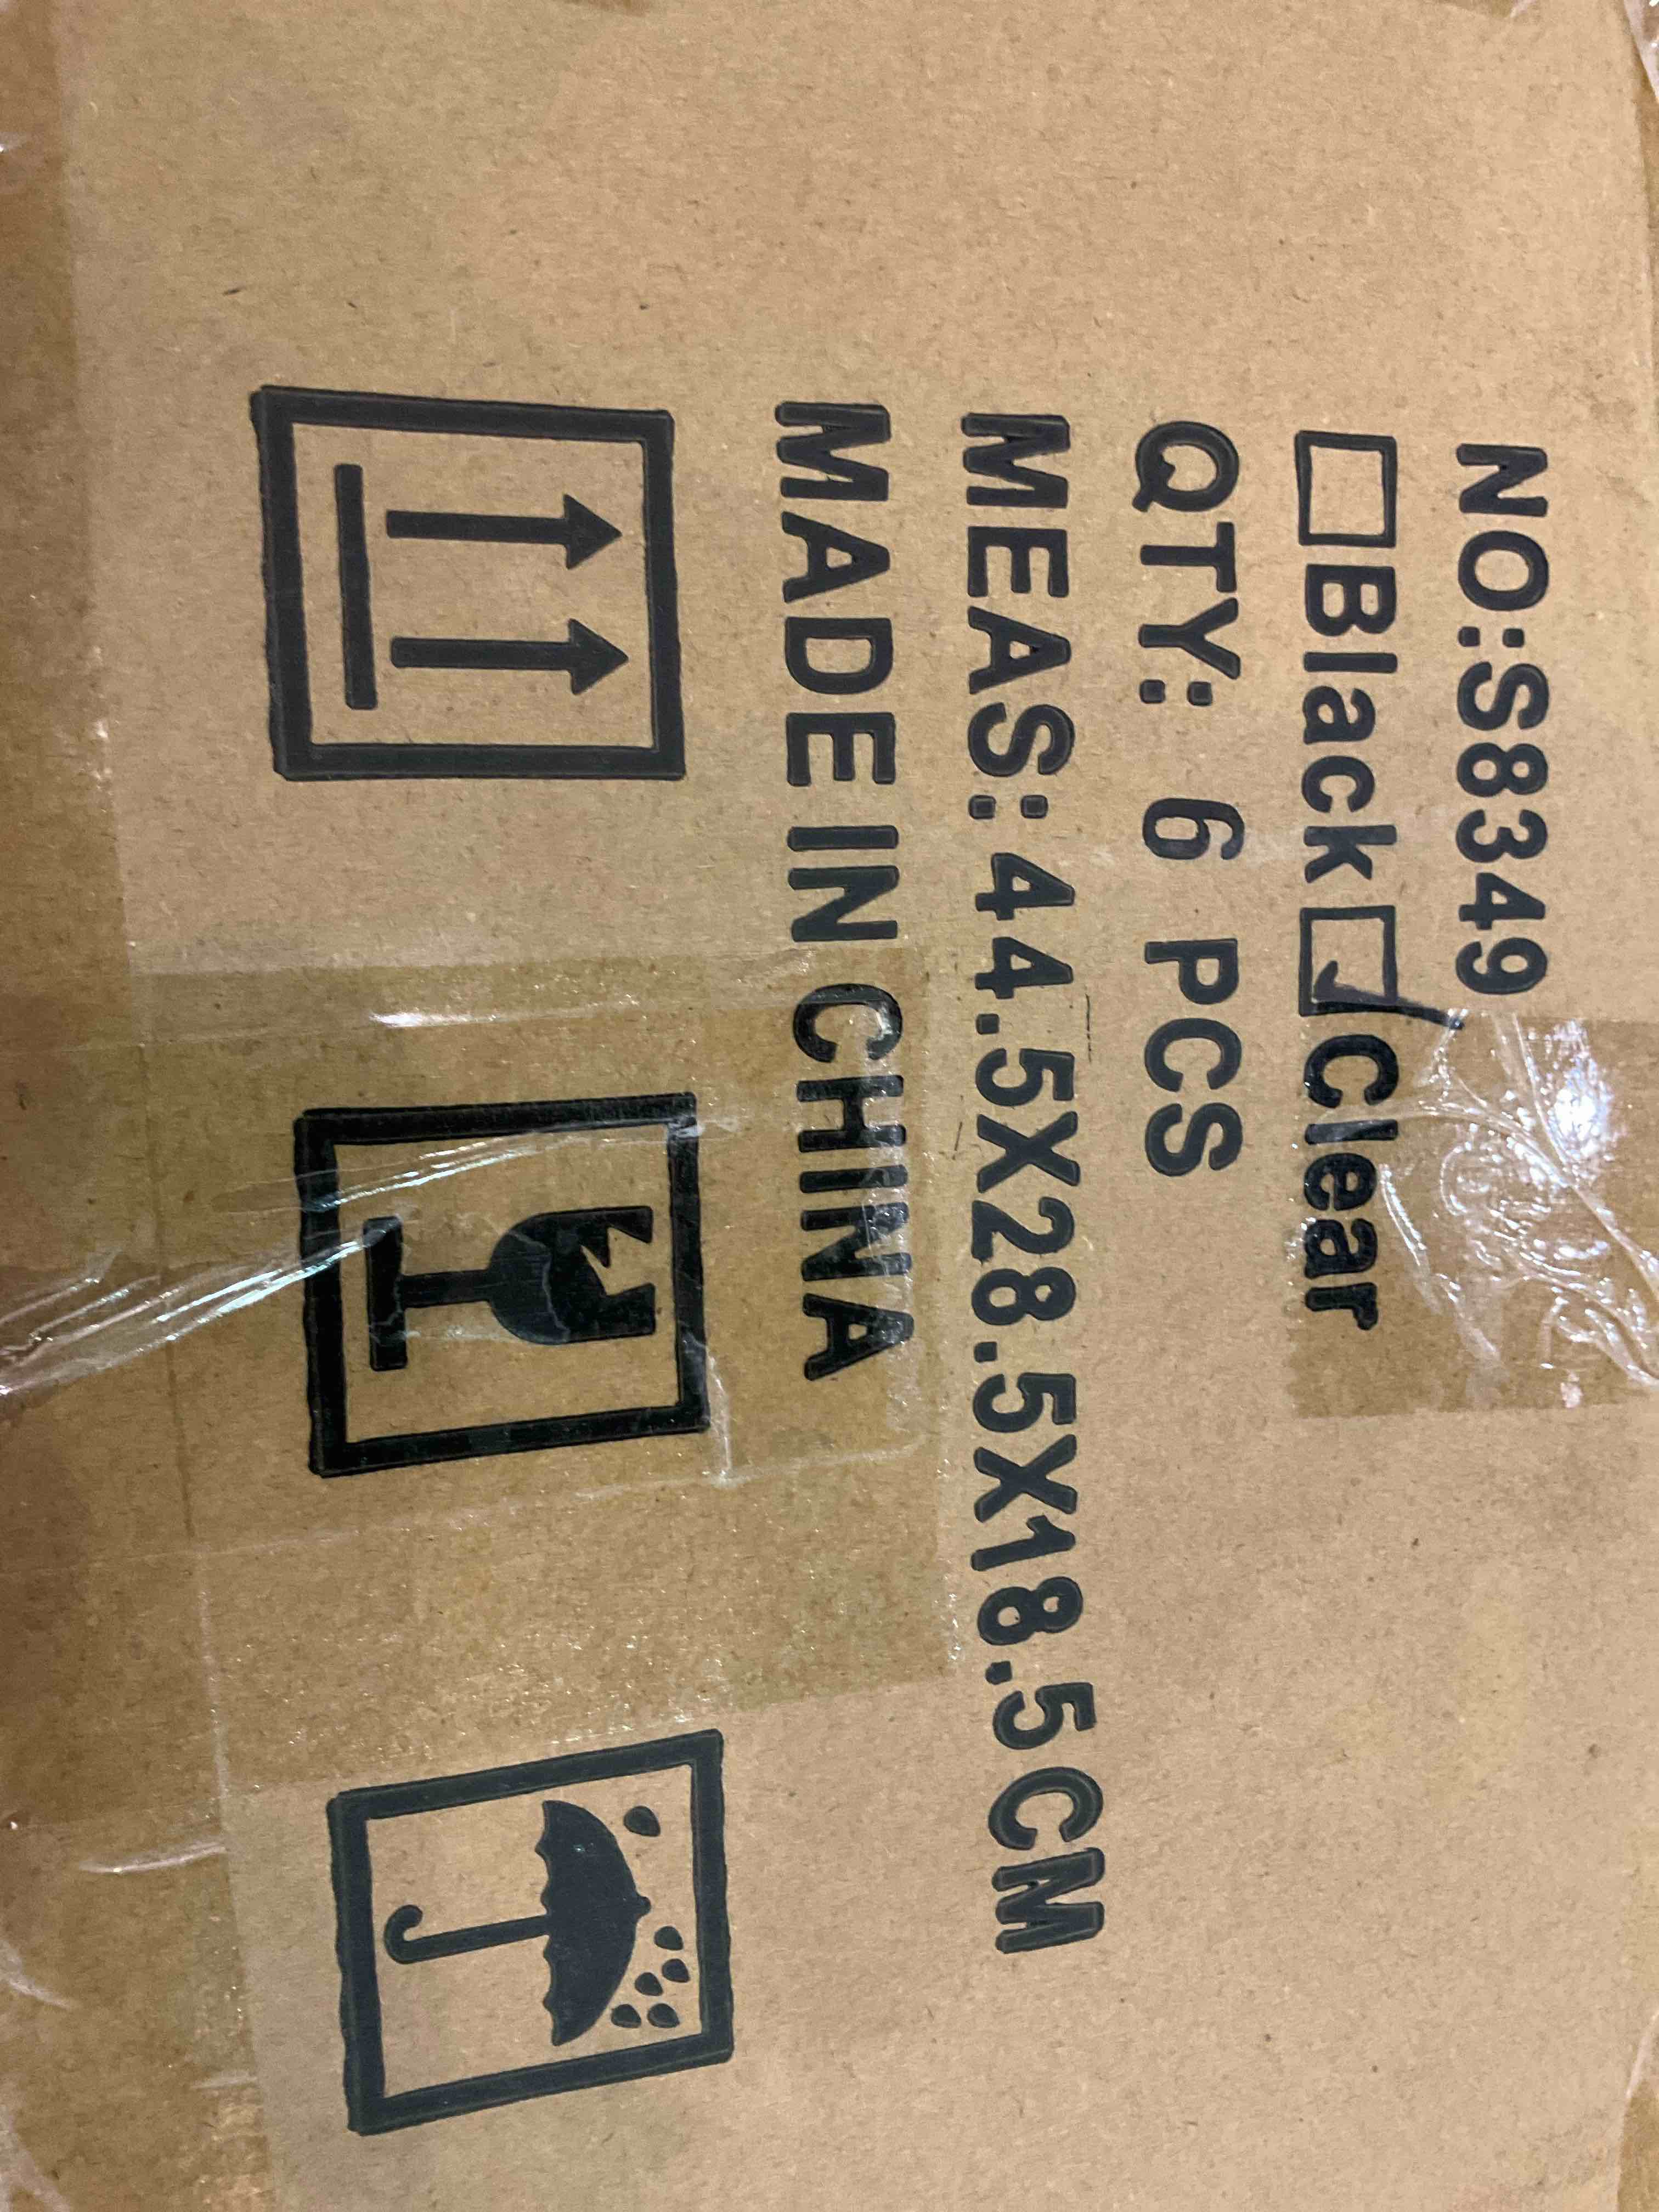 NO:S8349
☐Black ☑Clear
QTY: 6 PCS
MEAS:44.5X28.5X18.5CM
MADE IN CHINA